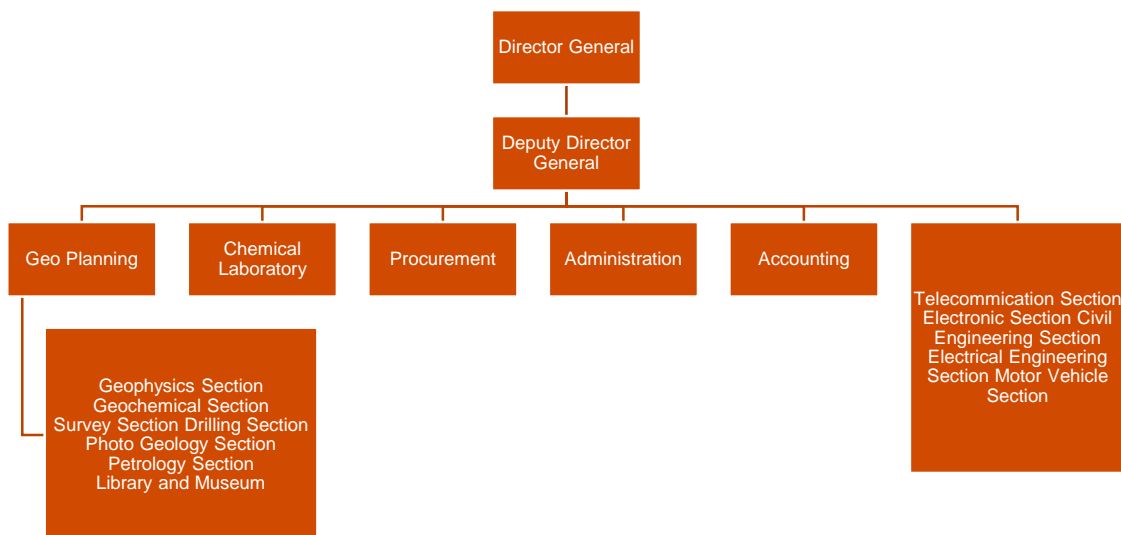 Director General
Deputy Director
General
Geo Planning
Chemical
Laboratory
Procurement
Administration
Accounting
Telecommication Section
Electronic Section Civil
Engineering Section
Electrical Engineering
Section Motor Vehicle
Section
Geophysics Section
Geochemical Section
Survey Section Drilling Section
Photo Geology Section
Petrology Section
Library and Museum